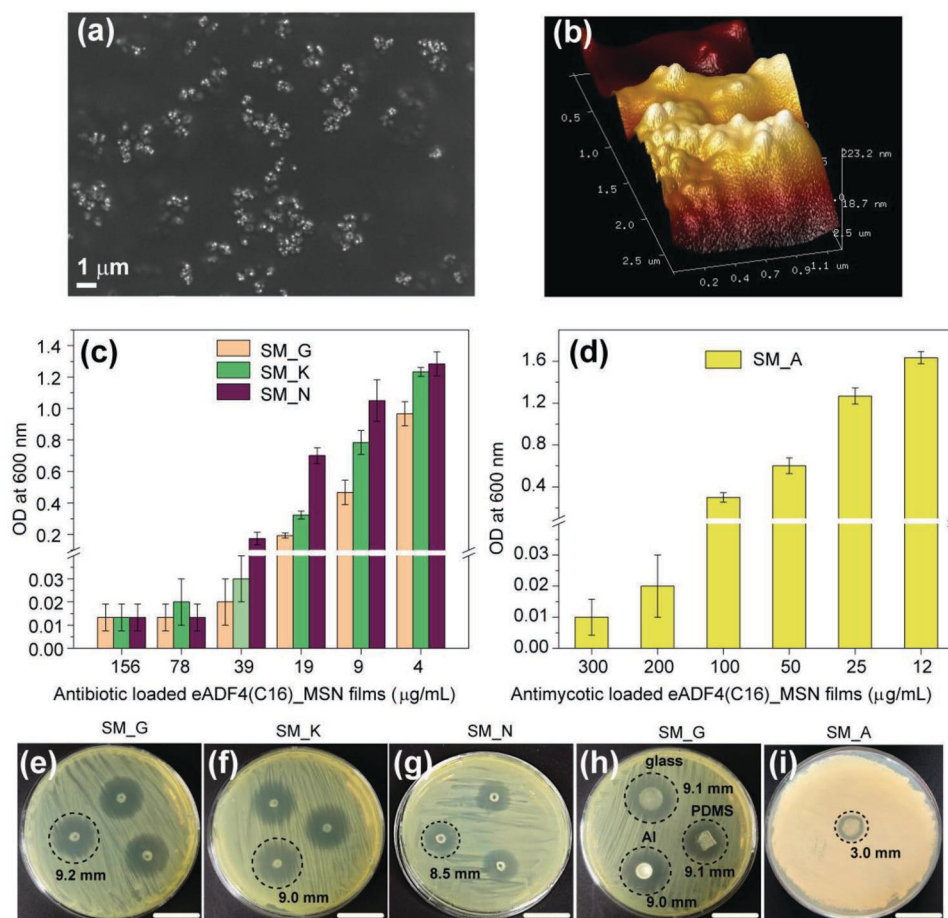 (a)
1 µm
(b)
0.5
1.0
1.5
2.0
2.5 um
0.2
0.4
0.7
0.9
1.1 um
223.2 nm
18.7 nm
2.5 um
(c)
SM_G
SM_K
SM_N
OD at 600 nm
1.4
1.2
1.0
0.8
0.6
0.4
0.2
0.03
0.02
0.01
0.00
156 78 39 19 9 4
Antibiotic loaded eADF4(C16)_MSN films (µg/mL)
(d)
SM_A
OD at 600 nm
1.6
1.2
0.8
0.4
0.03
0.02
0.01
0.00
300 200 100 50 25 12
Antimycotic loaded eADF4(C16)_MSN films (µg/mL)
SM_G SM_K SM_N SM_G SM_A
(e)
9.2 mm
(f)
9.0 mm
(g)
8.5 mm
(h)
glass
9.1 mm
PDMS
Al
9.1 mm
9.0 mm
(i)
3.0 mm